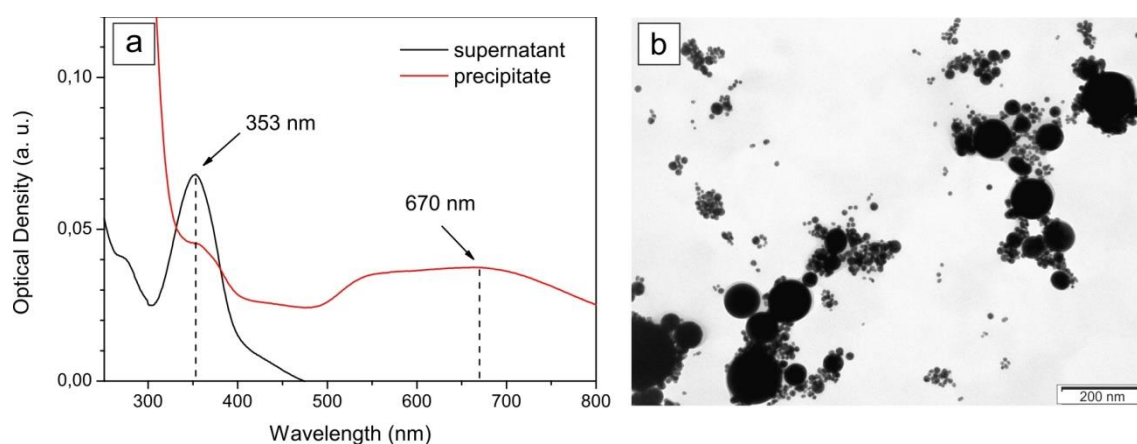 a
supernatant
precipitate
353 nm
670 nm
0,10
0,05
0,00
Optical Density (a. u.)
300 400 500 600 700 800
Wavelength (nm)
b
200 nm